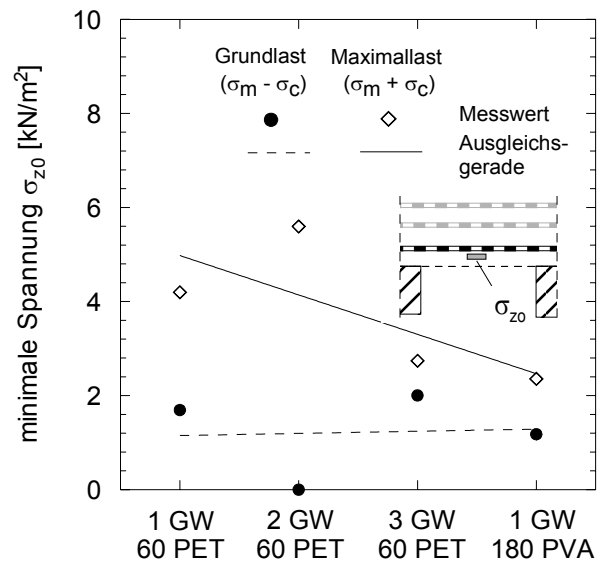 minimale Spannung σz0 [kN/m²]
10
8
6
4
2
0
Grundlast
(σm - σc)
Maximallast
(σm + σc)
Messwert
Ausgleichs-
gerade
σzo
1 GW
60 PET
2 GW
60 PET
3 GW
60 PET
1 GW
180 PVA